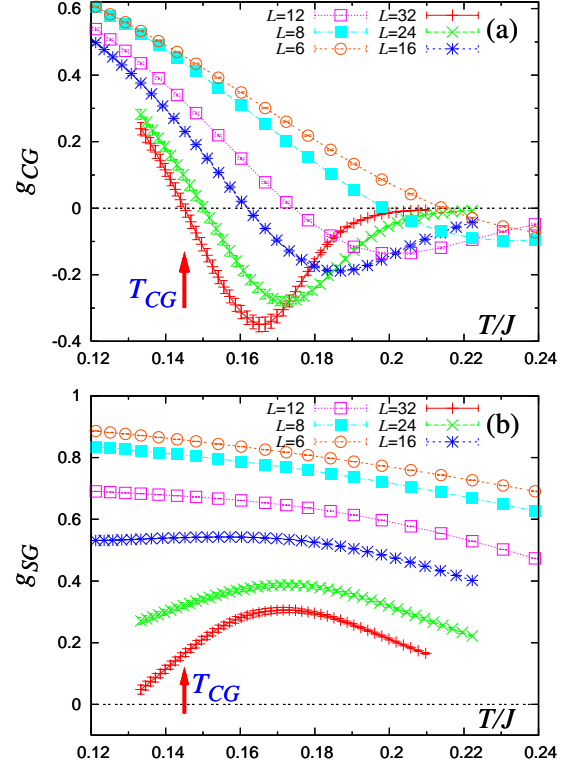 (a)
L=12 L=32
L=8 L=24
L=6 L=16
g_CG
0.6
0.4
0.2
0
-0.2
-0.4
T_CG
T/J
0.12 0.14 0.16 0.18 0.2 0.22 0.24
(b)
L=12 L=32
L=8 L=24
L=6 L=16
g_SG
1
0.8
0.6
0.4
0.2
0
T_CG
T/J
0.12 0.14 0.16 0.18 0.2 0.22 0.24